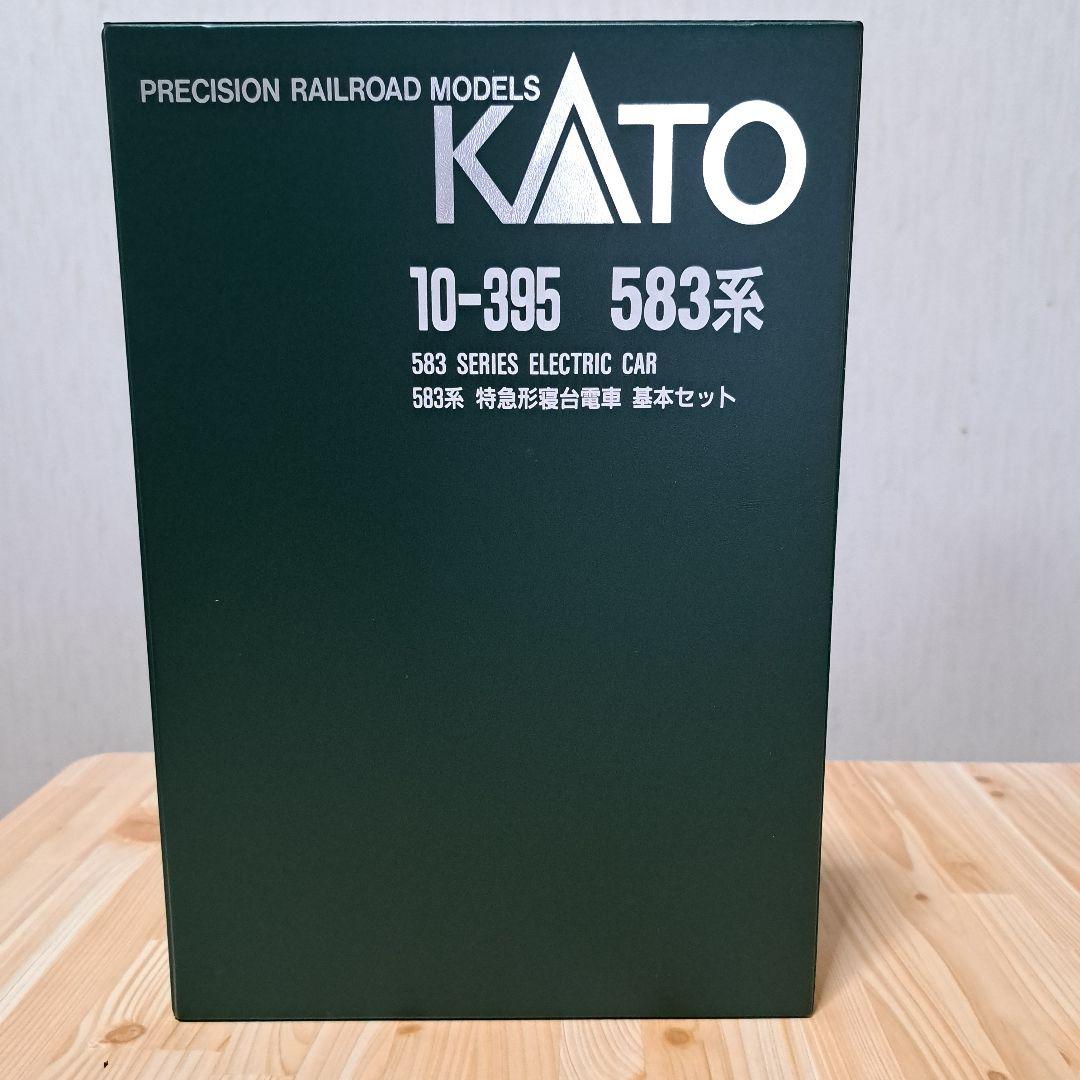 PRECISION RAILROAD MODELS
KATO
10-395 583系
583 SERIES ELECTRIC CAR
583系 特急形寝台電車 基本セット